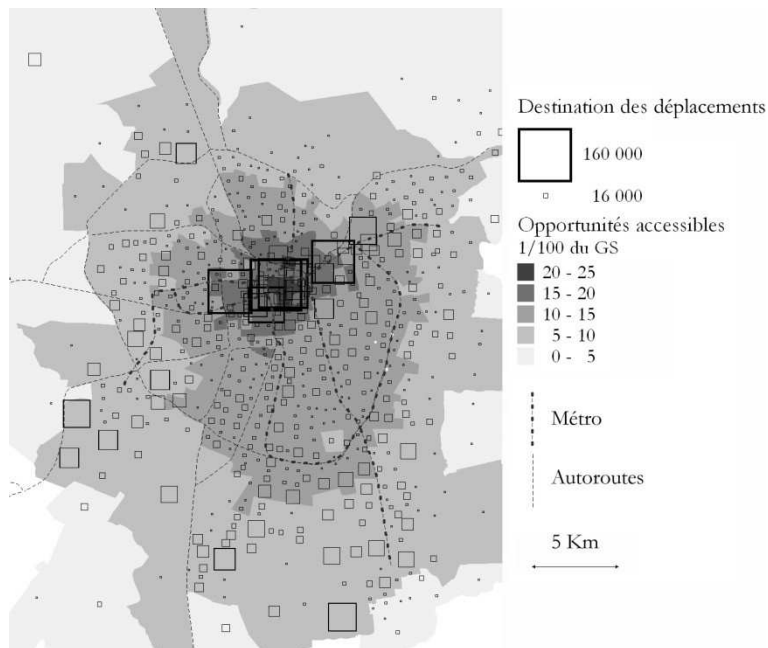 Destination des déplacements
160 000
16 000
Opportunités accessibles
1/100 du GS
20 - 25
15 - 20
10 - 15
5 - 10
0 - 5
Métro
Autoroutes
5 Km